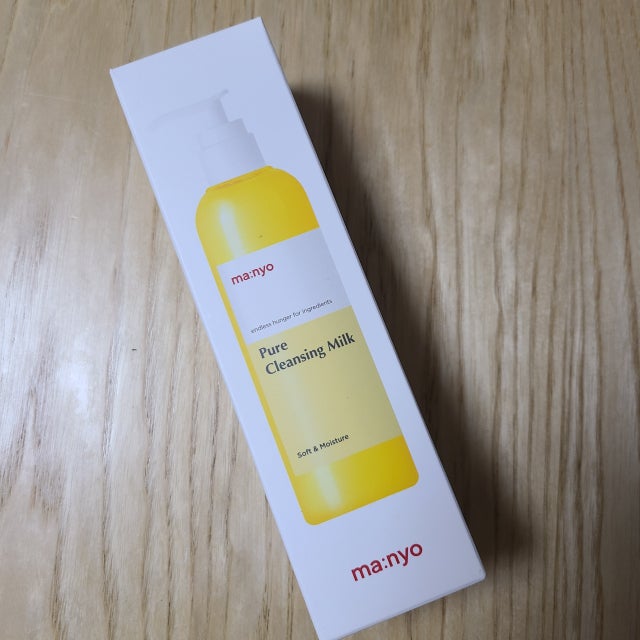 ma:nyo
endless hunger for ingredients
Pure
Cleansing Milk
Soft & Moisture
ma:nyo